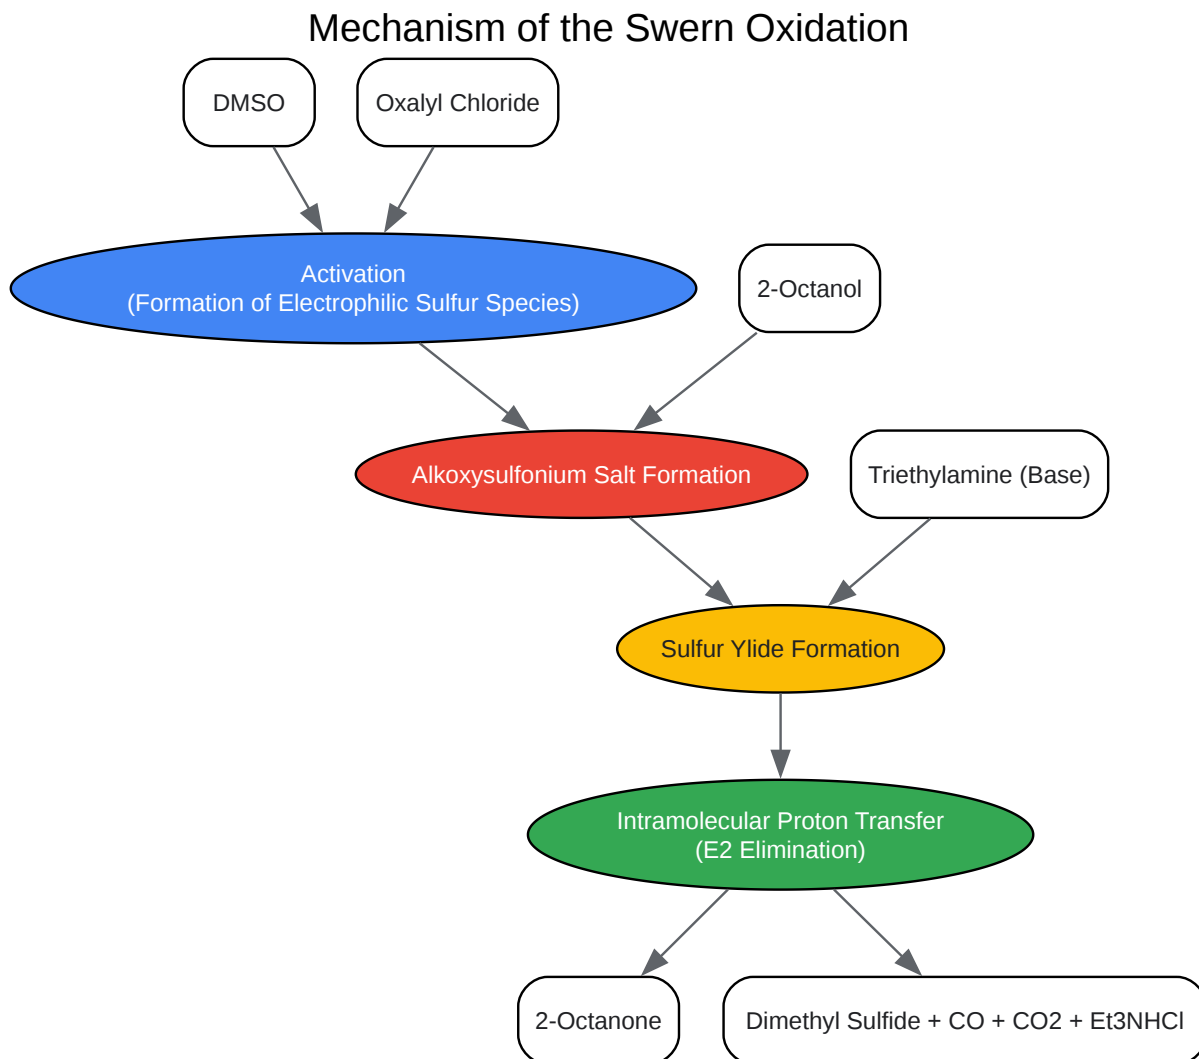 Mechanism of the Swern Oxidation
DMSO
Oxalyl Chloride
Activation
(Formation of Electrophilic Sulfur Species)
2-Octanol
Alkoxysulfonium Salt Formation
Triethylamine (Base)
Sulfur Ylide Formation
Intramolecular Proton Transfer
(E2 Elimination)
2-Octanone
Dimethyl Sulfide + CO + CO2 + Et3NHCl